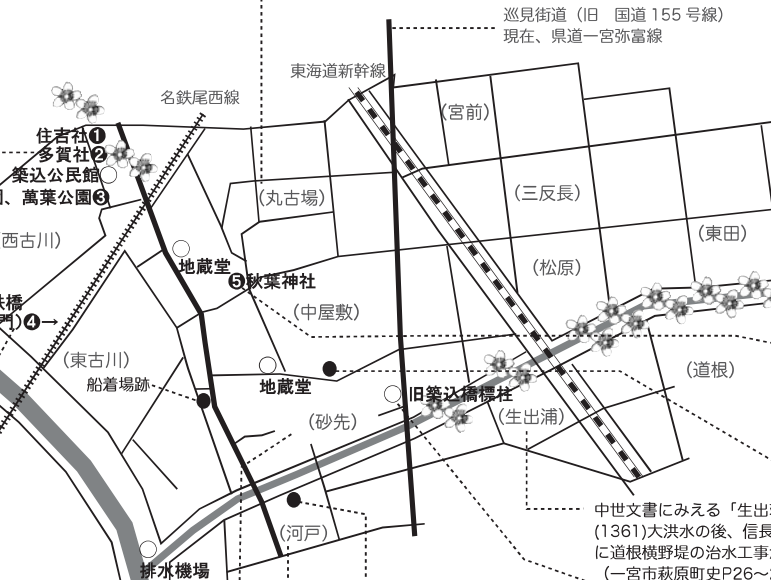 巡見街道（旧　国道155号線）
現在、県道一宮弥富線
東海道新幹線
名鉄尾西線
（宮前）
住吉社❶
多賀社❷
築込公民館
、萬葉公園❸
（丸古場）
（三反長）
西古川）
（東田）
地蔵堂
（松原）
❺秋葉神社
橋
門）❹→
（中屋敷）
（東古川）
（道根）
船着場跡
地蔵堂
旧築込橋標柱
（砂先）
（生出浦）
中世文書にみえる「生出
(1361)大洪水の後、信長
に道根横野堤の治水工事
（一宮市萩原町史P26〜
（河戸）
排水機場